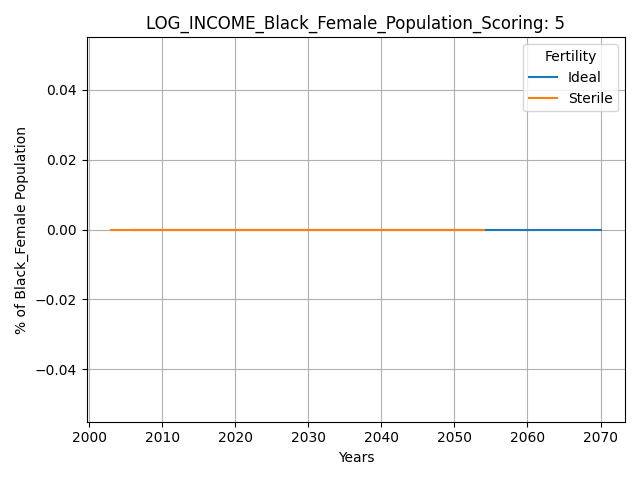 LOG_INCOME_Black_Female_Population_Scoring: 5
Fertility
Ideal
Sterile
% of Black_Female Population
0.04
0.02
0.00
−0.02
−0.04
2000 2010 2020 2030 2040 2050 2060 2070
Years